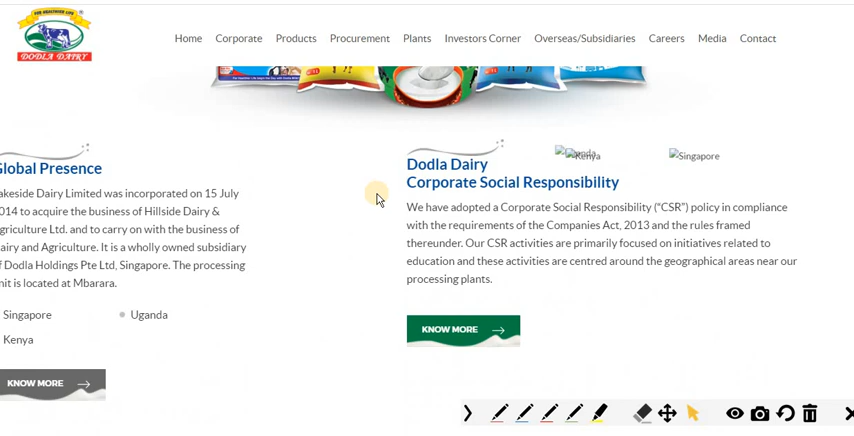 FOR HEALTHIER LIFE
DODLA DAIRY
Home Corporate Products Procurement Plants Investors Corner Overseas/Subsidiaries Careers Media Contact
Global Presence
akeside Dairy Limited was incorporated on 15 July
014 to acquire the business of Hillside Dairy &
griculture Ltd. and to carry on with the business of
airy and Agriculture. It is a wholly owned subsidiary
f Dodla Holdings Pte Ltd, Singapore. The processing
nit is located at Mbarara.
Singapore Uganda
Kenya
KNOW MORE
Dodla Dairy
Corporate Social Responsibility
Uganda Kenya Singapore
We have adopted a Corporate Social Responsibility (“CSR”) policy in compliance
with the requirements of the Companies Act, 2013 and the rules framed
thereunder. Our CSR activities are primarily focused on initiatives related to
education and these activities are centred around the geographical areas near our
processing plants.
KNOW MORE